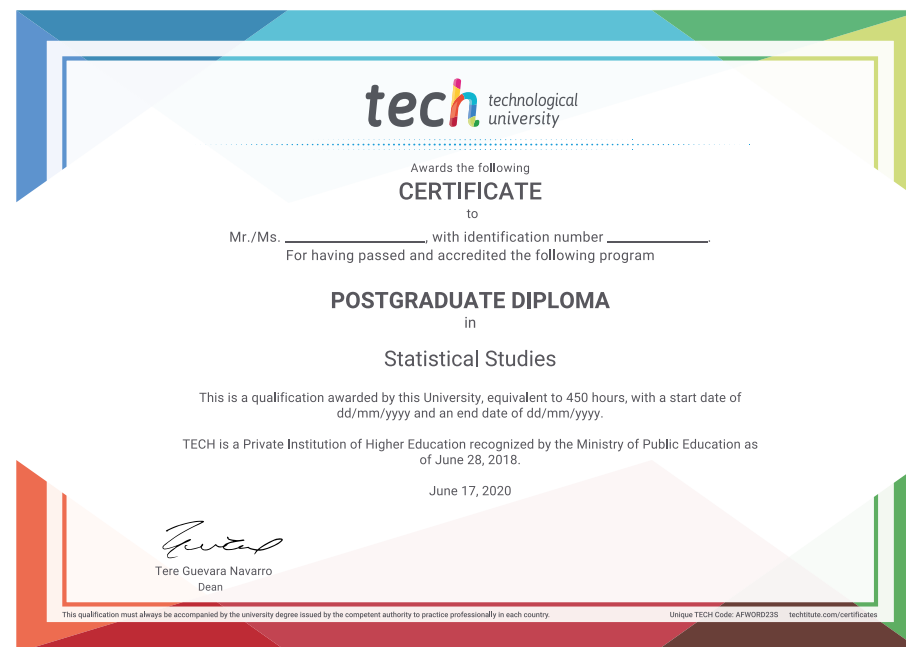 tech technological
university
Awards the following
CERTIFICATE
to
Mr./Ms. ____________________, with identification number ______________.
For having passed and accredited the following program
POSTGRADUATE DIPLOMA
in
Statistical Studies
This is a qualification awarded by this University, equivalent to 450 hours, with a start date of
dd/mm/yyyy and an end date of dd/mm/yyyy.
TECH is a Private Institution of Higher Education recognized by the Ministry of Public Education as
of June 28, 2018.
June 17, 2020
Tere Guevara Navarro
Dean
This qualification must always be accompanied by the university degree issued by the competent authority to practice professionally in each country. Unique TECH Code: AFWORD23S techtitute.com/certificates